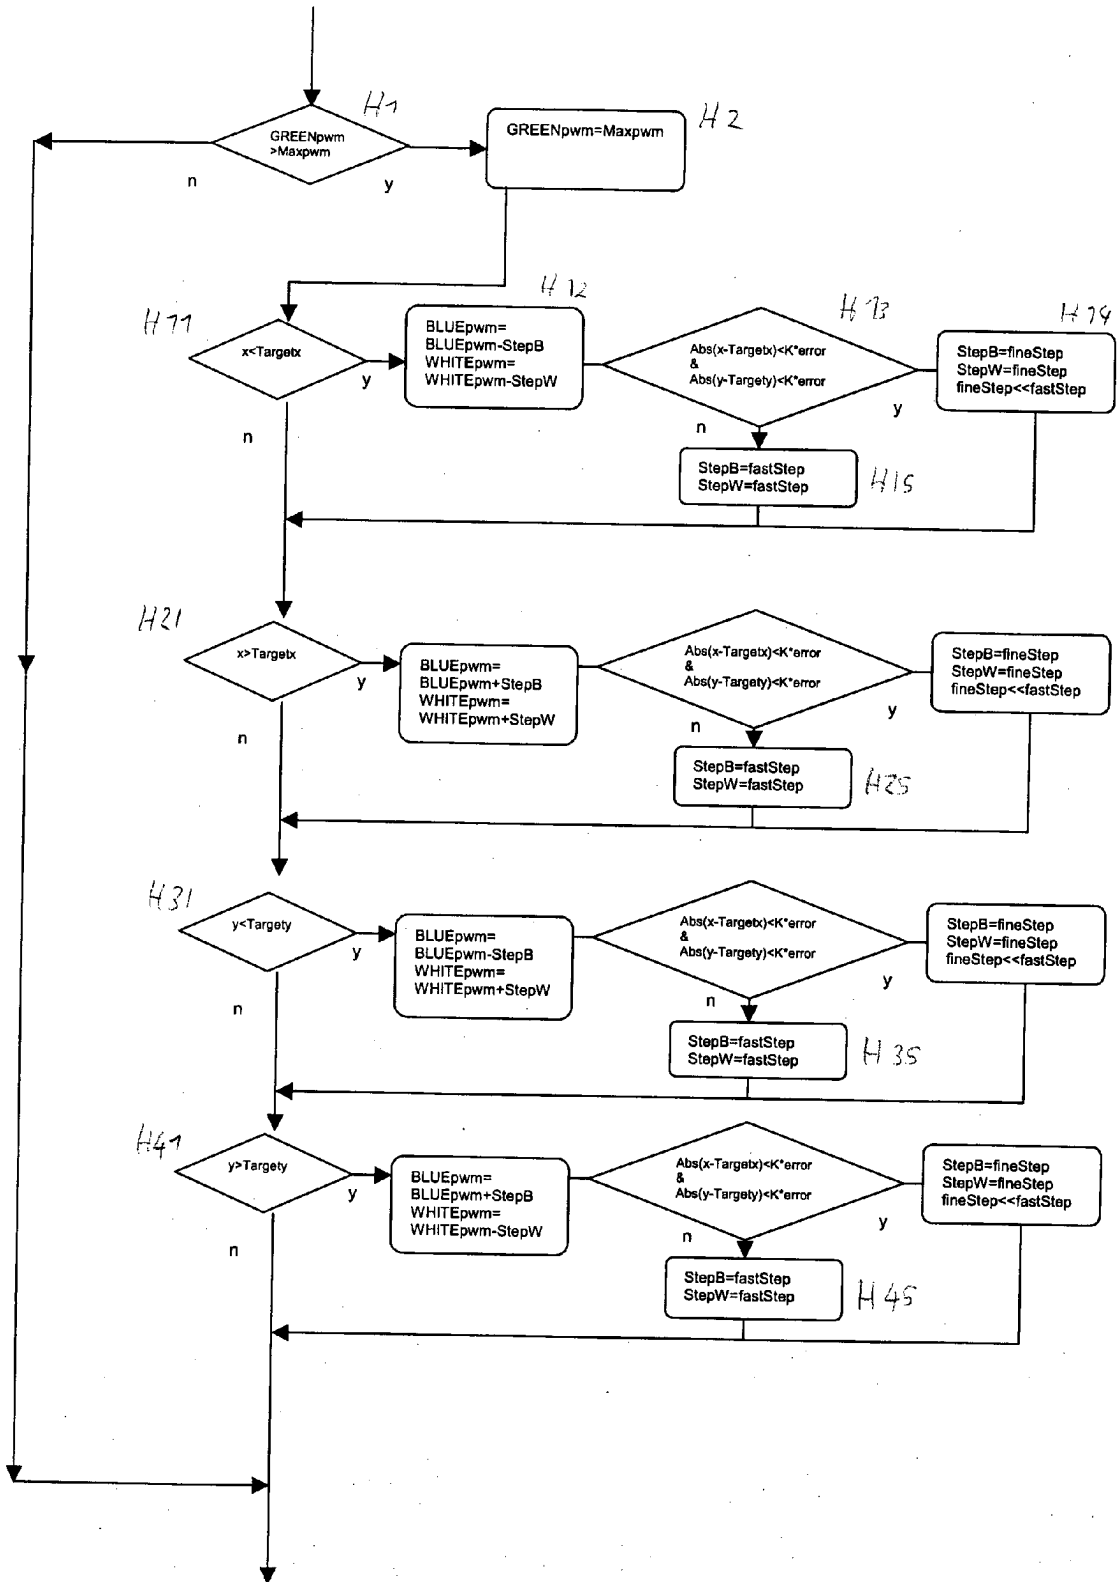 H1
GREENpwm
>Maxpwm
n
y
GREENpwm=Maxpwm
H2
H11
x<Targetx
y
n
H12
BLUEpwm=
BLUEpwm-StepB
WHITEpwm=
WHITEpwm-StepW
H13
Abs(x-Targetx)<K*error
&
Abs(y-Targety)<K*error
n
y
H14
StepB=fineStep
StepW=fineStep
fineStep<<fastStep
StepB=fastStep
StepW=fastStep
H15
H21
x>Targetx
y
n
BLUEpwm=
BLUEpwm+StepB
WHITEpwm=
WHITEpwm+StepW
Abs(x-Targetx)<K*error
&
Abs(y-Targety)<K*error
n
y
StepB=fineStep
StepW=fineStep
fineStep<<fastStep
StepB=fastStep
StepW=fastStep
H25
H31
y<Targety
y
n
BLUEpwm=
BLUEpwm-StepB
WHITEpwm=
WHITEpwm+StepW
Abs(x-Targetx)<K*error
&
Abs(y-Targety)<K*error
n
y
StepB=fineStep
StepW=fineStep
fineStep<<fastStep
StepB=fastStep
StepW=fastStep
H35
H41
y>Targety
y
n
BLUEpwm=
BLUEpwm+StepB
WHITEpwm=
WHITEpwm-StepW
Abs(x-Targetx)<K*error
&
Abs(y-Targety)<K*error
n
y
StepB=fineStep
StepW=fineStep
fineStep<<fastStep
StepB=fastStep
StepW=fastStep
H45